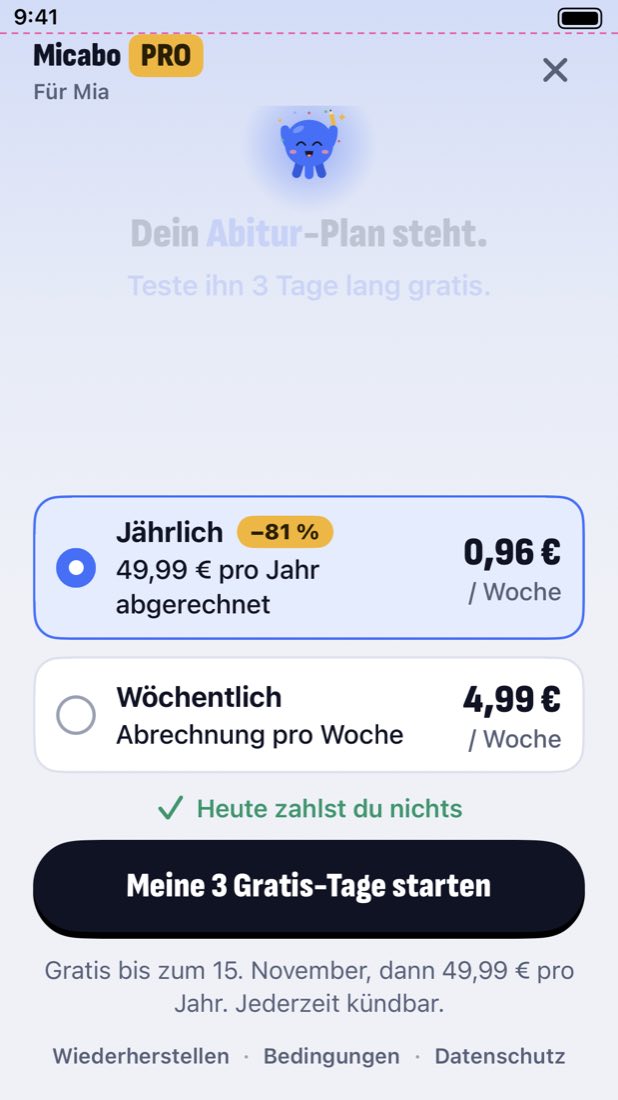 9:41
Micabo PRO
Für Mia
Dein Abitur-Plan steht.
Teste ihn 3 Tage lang gratis.
Jährlich −81 %
49,99 € pro Jahr
abgerechnet
0,96 €
/ Woche
Wöchentlich
Abrechnung pro Woche
4,99 €
/ Woche
Heute zahlst du nichts
Meine 3 Gratis-Tage starten
Gratis bis zum 15. November, dann 49,99 € pro
Jahr. Jederzeit kündbar.
Wiederherstellen · Bedingungen · Datenschutz